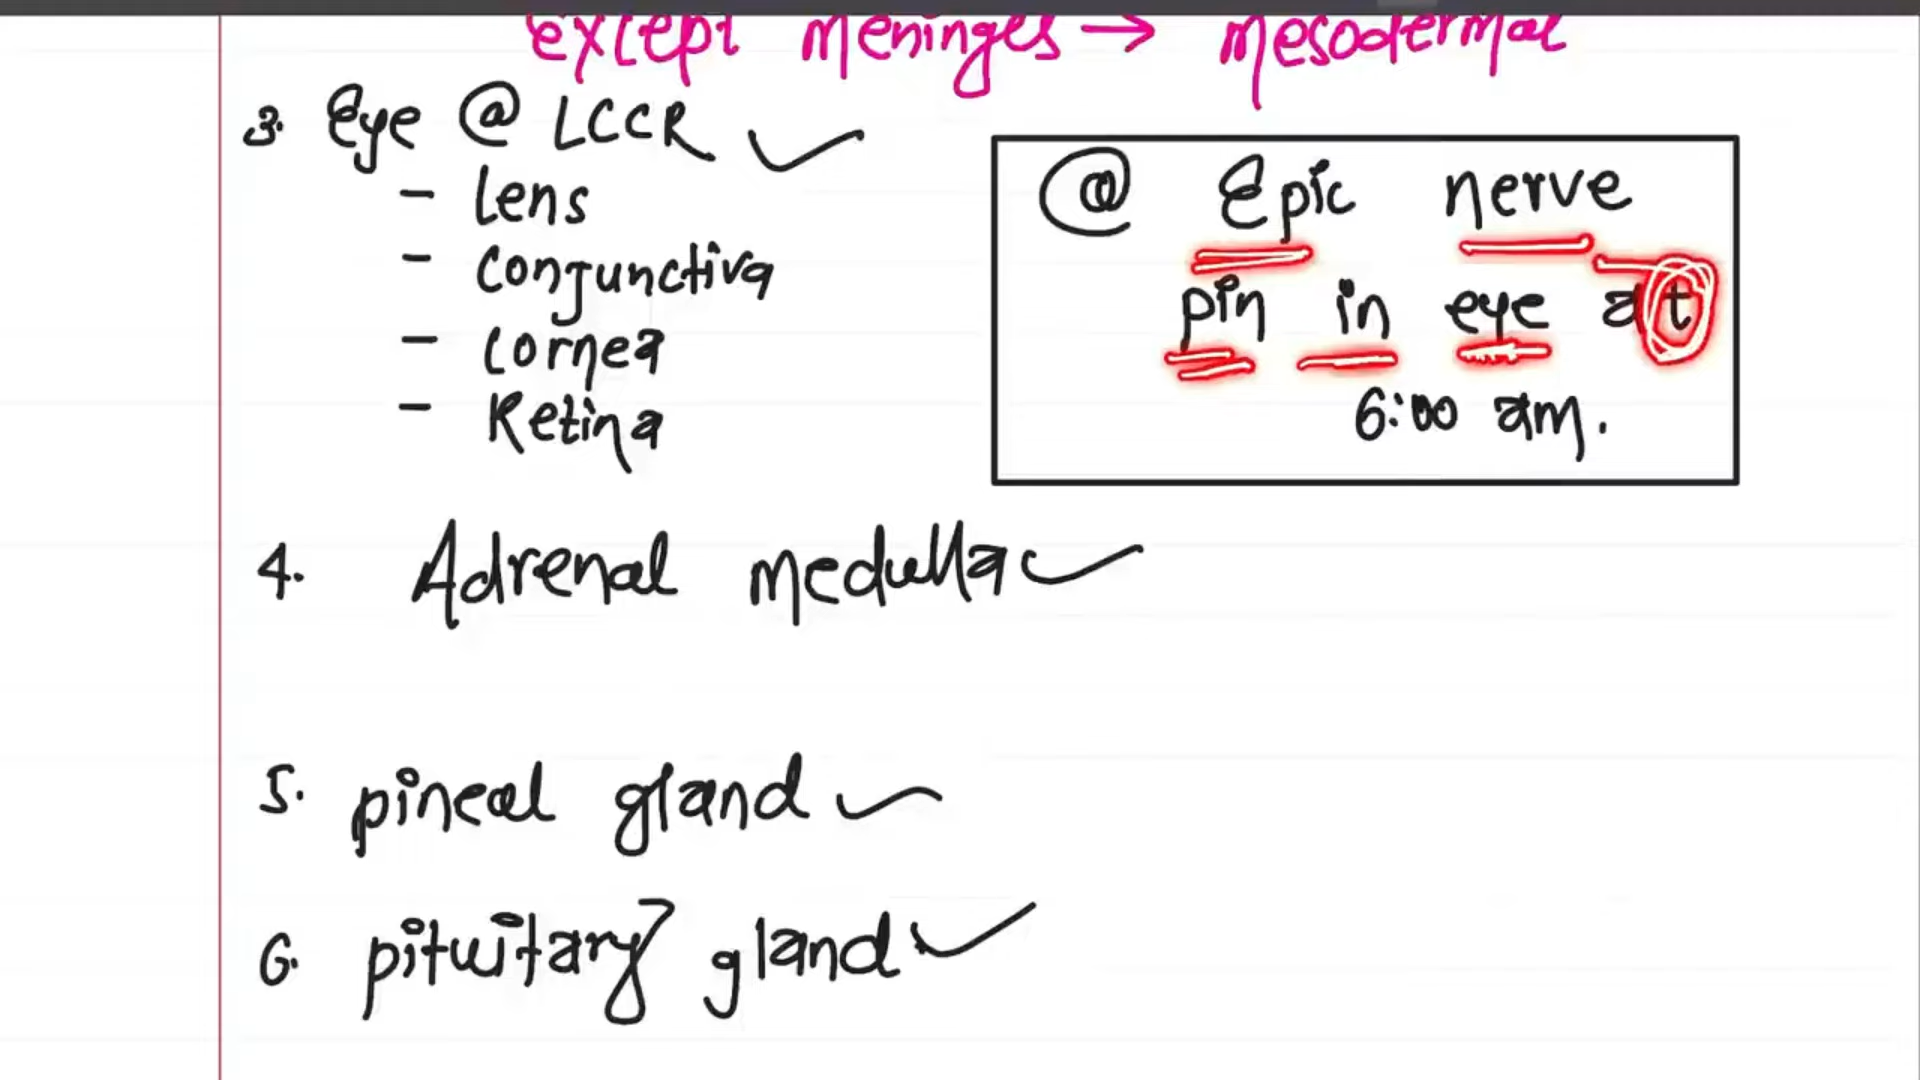 except meninges → mesodermal
3. Eye @ LCCR
- Lens
- Conjunctiva
- Cornea
- Retina
@ Epic nerve
pin in eye at
6:00 am.
4. Adrenal medulla
5. pineal gland
6. pituitary gland